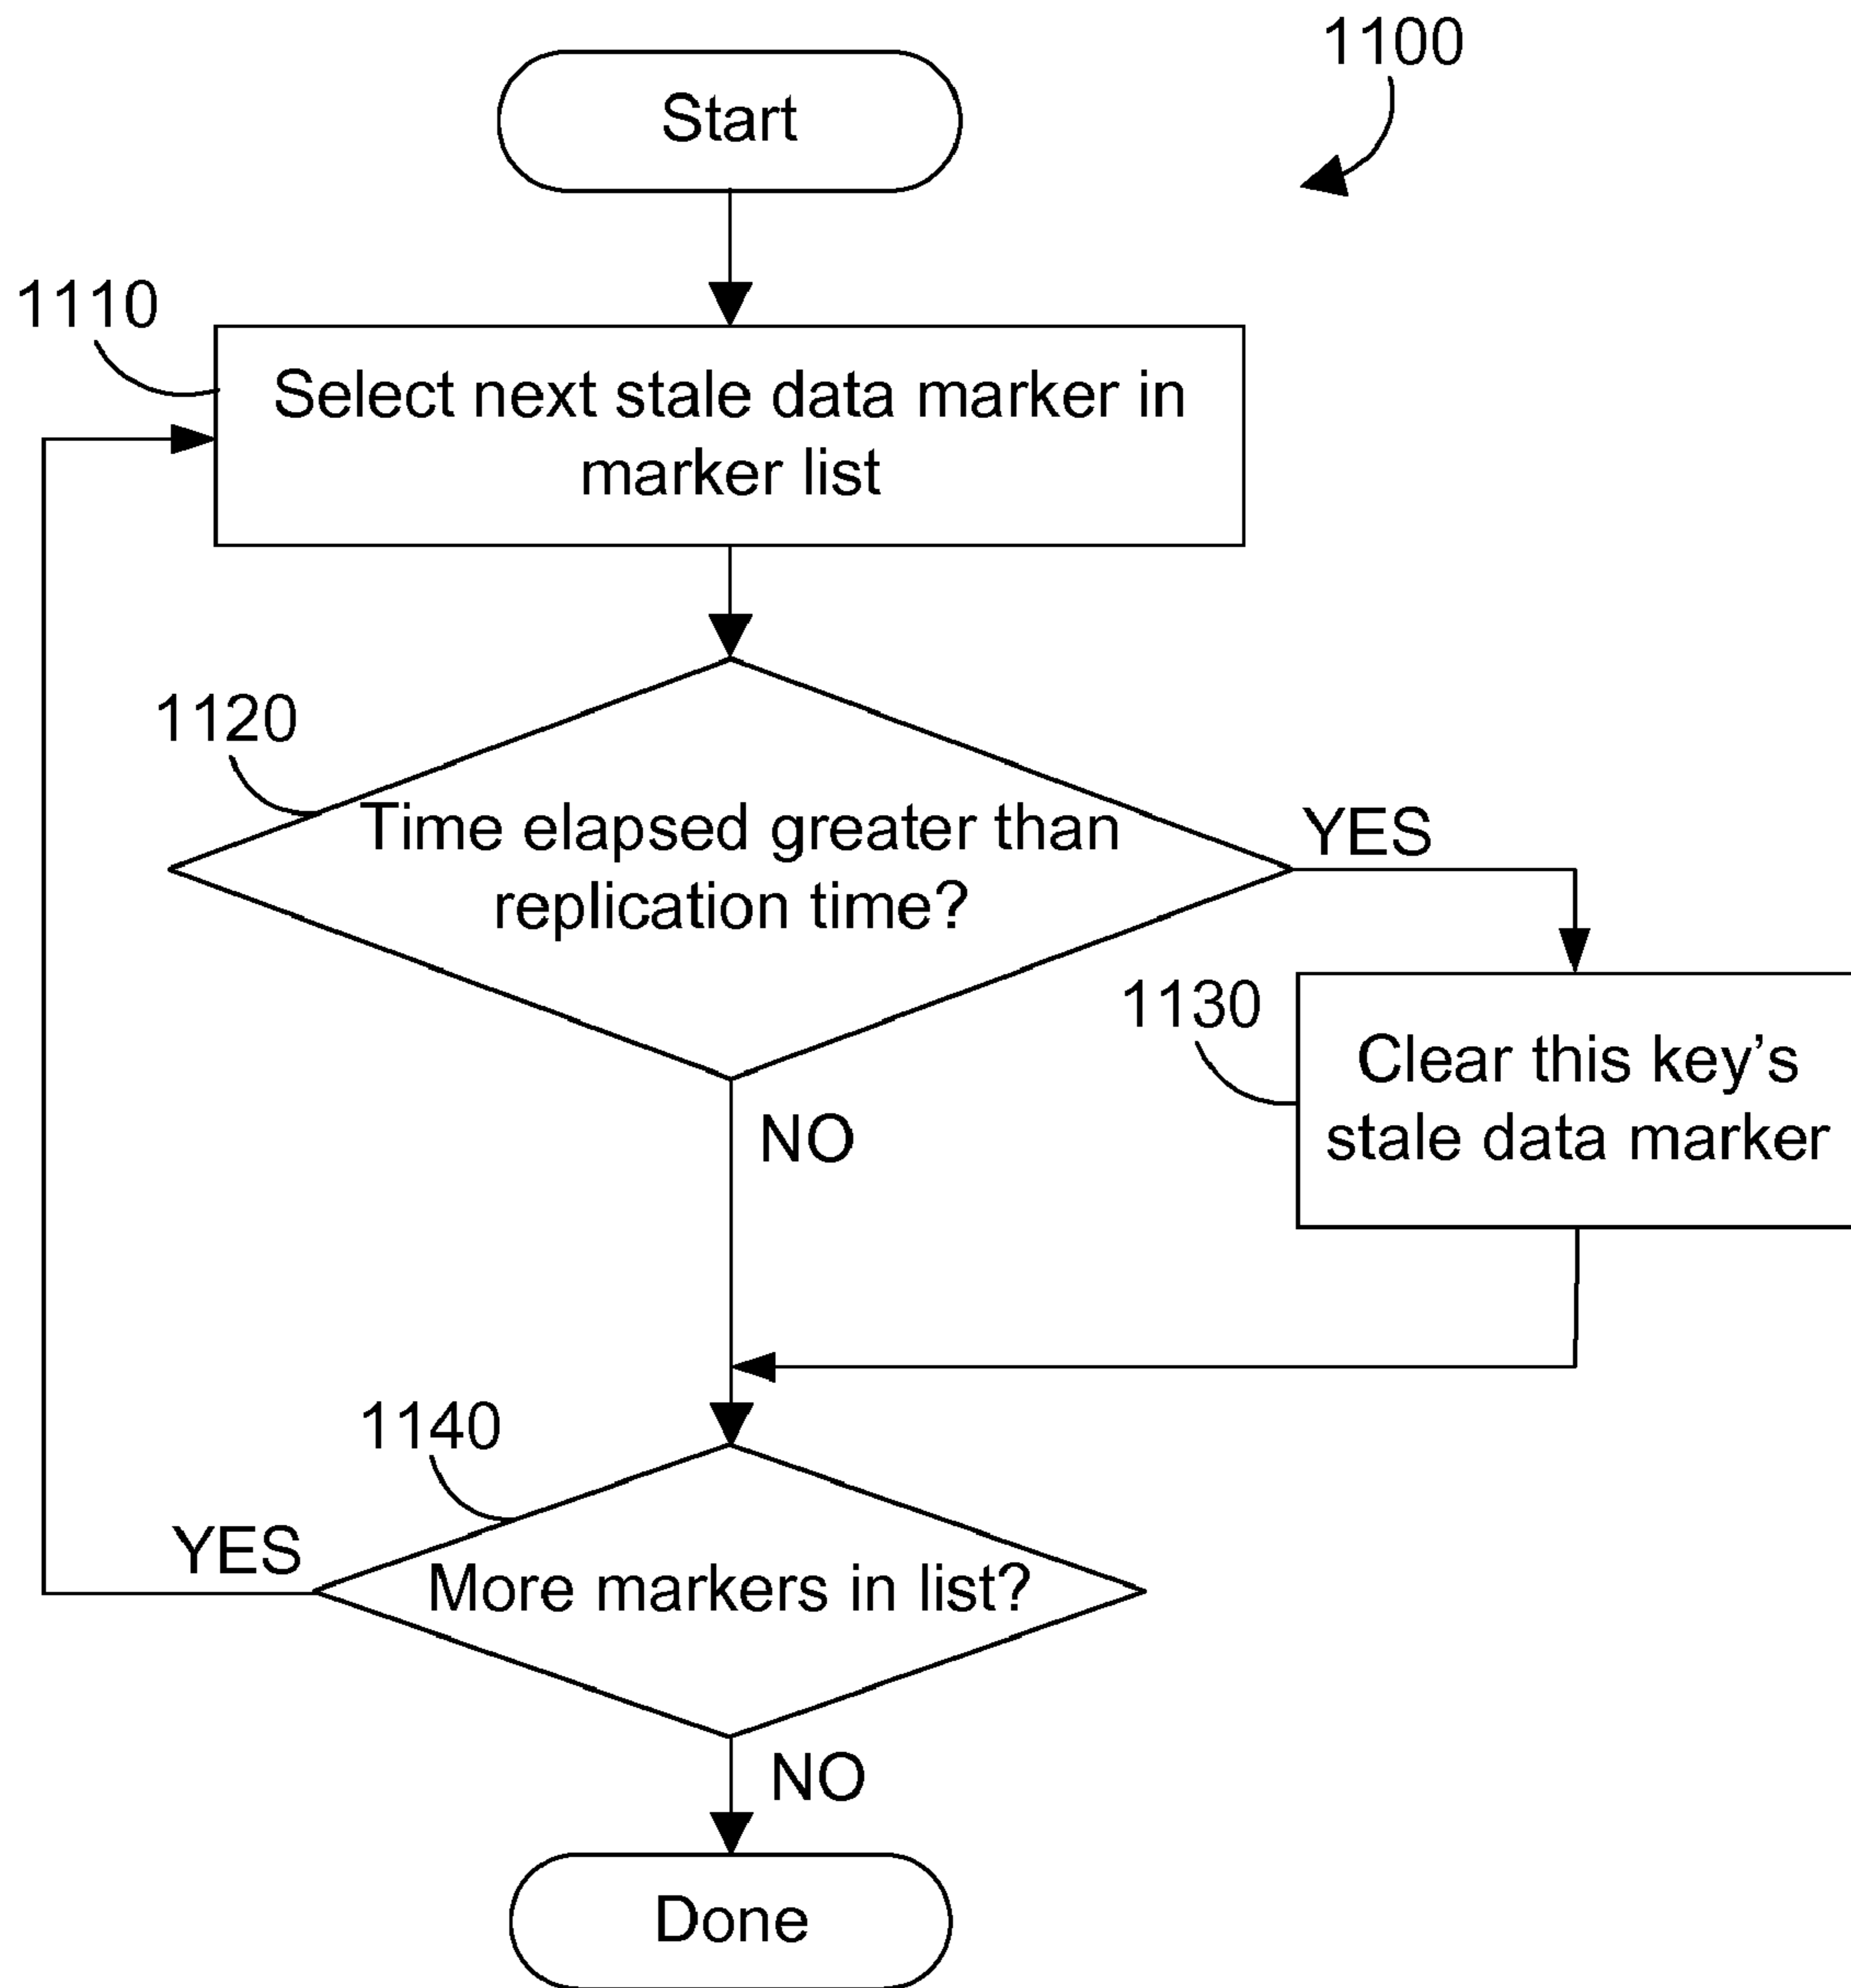 1100
Start
1110
Select next stale data marker in
marker list
1120
Time elapsed greater than
replication time?
YES
1130
Clear this key’s
stale data marker
NO
1140
YES
More markers in list?
NO
Done